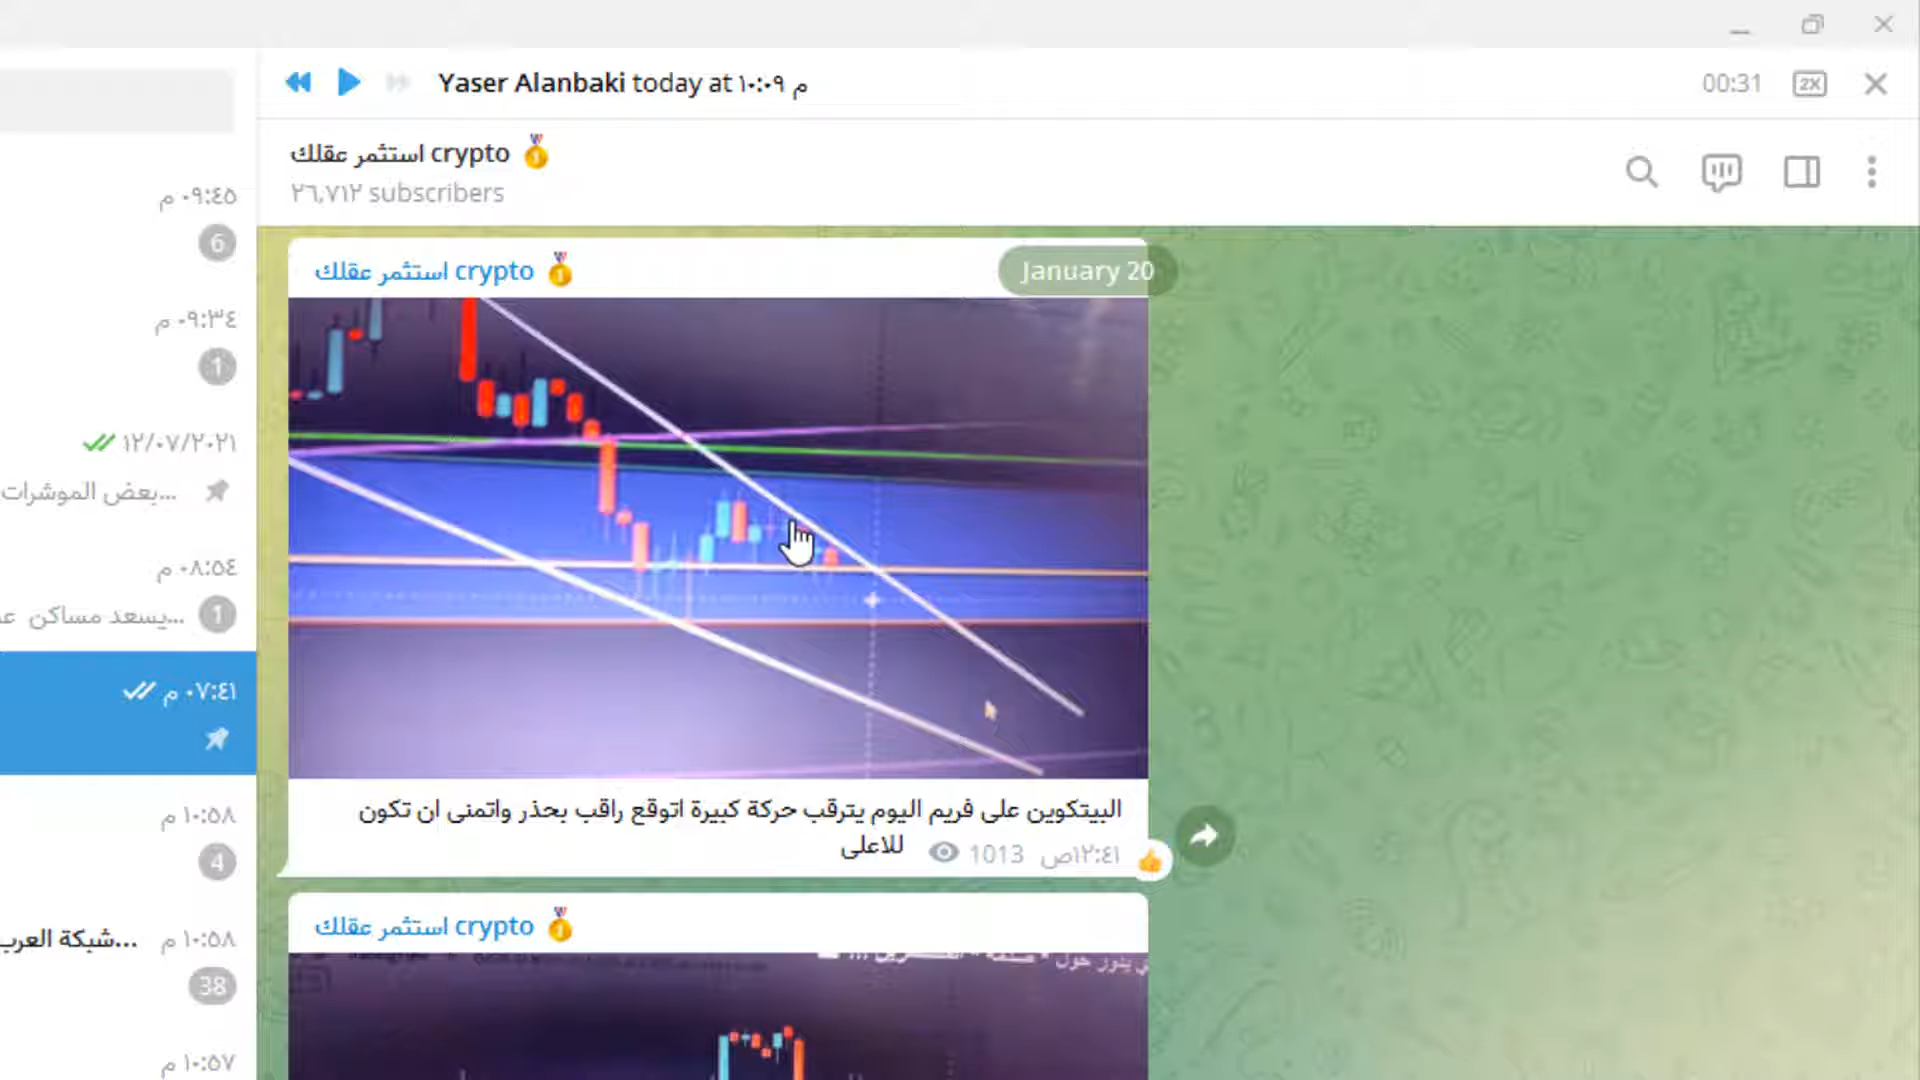 Yaser Alanbaki today at ١٠:٠٩ م
00:31
2X
استثمر عقلك crypto 🥇
٢٦,٧١٢ subscribers
٠٩:٤٥ م
6
٠٩:٣٤ م
1
١٢/٠٧/٢٠٢١
بعض الموشرات...
٠٨:٥٤ م
يسعد مساكن...
1
٠٧:٤١ م
١٠:٥٨ م
4
١٠:٥٨ م
شبكة العرب...
38
١٠:٥٧ م
January 20
استثمر عقلك crypto 🥇
البيتكوين على فريم اليوم يترقب حركة كبيرة اتوقع راقب بحذر واتمنى ان تكون
للاعلى
1013
١٢:٤١ص
استثمر عقلك crypto 🥇